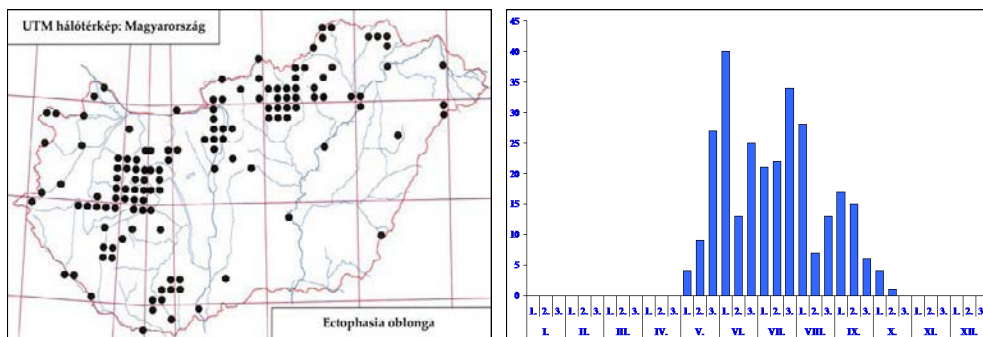 UTM hálótérkép: Magyarország
Ectophasia oblonga
45
40
35
30
25
20
15
10
5
0
1. 2. 3. 1. 2. 3. 1. 2. 3. 1. 2. 3. 1. 2. 3. 1. 2. 3. 1. 2. 3. 1. 2. 3. 1. 2. 3. 1. 2. 3. 1. 2. 3. 1. 2. 3.
I. II. III. IV. V. VI. VII. VIII. IX. X. XI. XII.